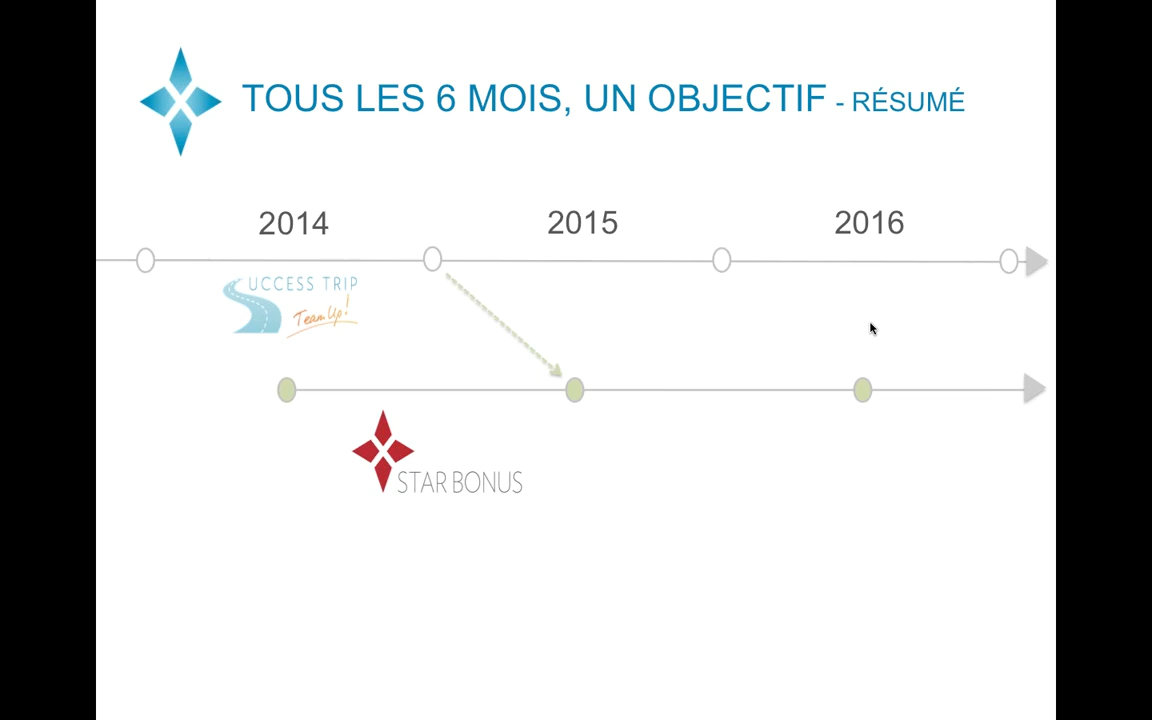 TOUS LES 6 MOIS, UN OBJECTIF - RÉSUMÉ
2014 2015 2016
UCCESS TRIP
Team Up!
STAR BONUS